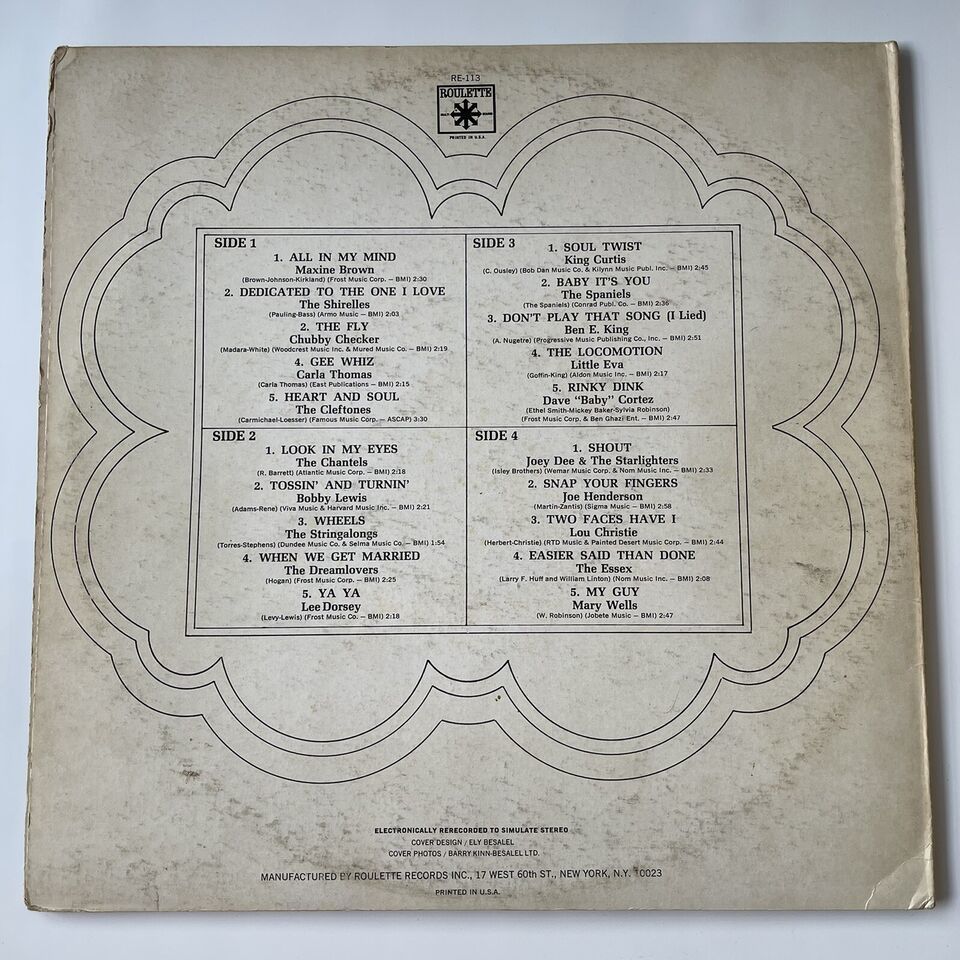 RE-113
ROULETTE
PRINTED IN U.S.A.
SIDE 1
1. ALL IN MY MIND
Maxine Brown
(Brown-Johnson-Kirkland) (Frost Music Corp. — BMI) 2:30
2. DEDICATED TO THE ONE I LOVE
The Shirelles
(Pauling-Bass) (Armo Music — BMI) 2:03
2. THE FLY
Chubby Checker
(Madara-White) (Woodcrest Music Inc. & Mured Music Co. — BMI) 2:19
4. GEE WHIZ
Carla Thomas
(Carla Thomas) (East Publications — BMI) 2:15
5. HEART AND SOUL
The Cleftones
(Carmichael-Loesser) (Famous Music Corp. — ASCAP) 3:30
SIDE 2
1. LOOK IN MY EYES
The Chantels
(R. Barrett) (Atlantic Music Corp. — BMI) 2:18
2. TOSSIN' AND TURNIN'
Bobby Lewis
(Adams-Rene) (Viva Music & Harvard Music Inc. — BMI) 2:21
3. WHEELS
The Stringalongs
(Torres-Stephens) (Dundee Music Co. & Selma Music Co. — BMI) 1:54
4. WHEN WE GET MARRIED
The Dreamlovers
(Hogan) (Frost Music Corp. — BMI) 2:25
5. YA YA
Lee Dorsey
(Levy-Lewis) (Frost Music Co. — BMI) 2:18
SIDE 3
1. SOUL TWIST
King Curtis
(C. Ousley) (Bob Dan Music Co. & Kilynn Music Publ. Inc. — BMI) 2:45
2. BABY IT'S YOU
The Spaniels
(The Spaniels) (Conrad Publ. Co. — BMI) 2:36
3. DON'T PLAY THAT SONG (I Lied)
Ben E. King
(A. Nugetre) (Progressive Music Publishing Co., Inc. — BMI) 2:51
4. THE LOCOMOTION
Little Eva
(Goffin-King) (Aldon Music Inc. — BMI) 2:17
5. RINKY DINK
Dave "Baby" Cortez
(Ethel Smith-Mickey Baker-Sylvia Robinson)
(Frost Music Corp. & Ben Ghazi Ent. — BMI) 2:47
SIDE 4
1. SHOUT
Joey Dee & The Starlighters
(Isley Brothers) (Wemar Music Corp. & Nom Music Inc. — BMI) 2:33
2. SNAP YOUR FINGERS
Joe Henderson
(Martin-Zantis) (Sigma Music — BMI) 2:58
3. TWO FACES HAVE I
Lou Christie
(Herbert-Christie) (RTD Music & Painted Desert Music Corp. — BMI) 2:44
4. EASIER SAID THAN DONE
The Essex
(Larry F. Huff and William Linton) (Nom Music Inc. — BMI) 2:08
5. MY GUY
Mary Wells
(W. Robinson) (Jobete Music — BMI) 2:47
ELECTRONICALLY RERECORDED TO SIMULATE STEREO
COVER DESIGN / ELY BESALEL
COVER PHOTOS / BARRY KINN-BESALEL LTD.
MANUFACTURED BY ROULETTE RECORDS INC., 17 WEST 60th ST., NEW YORK, N.Y. 10023
PRINTED IN U.S.A.